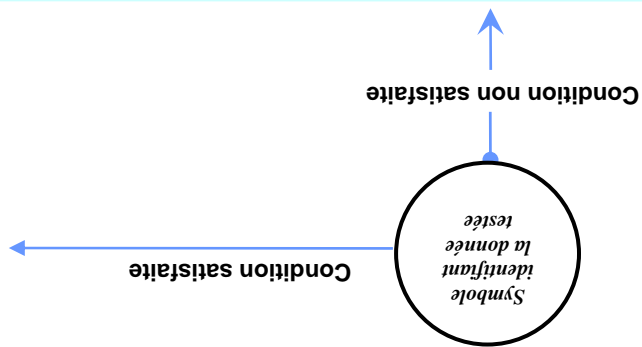 Symbole
identifiant
la donnée
testée
Condition satisfaite
Condition non satisfaite